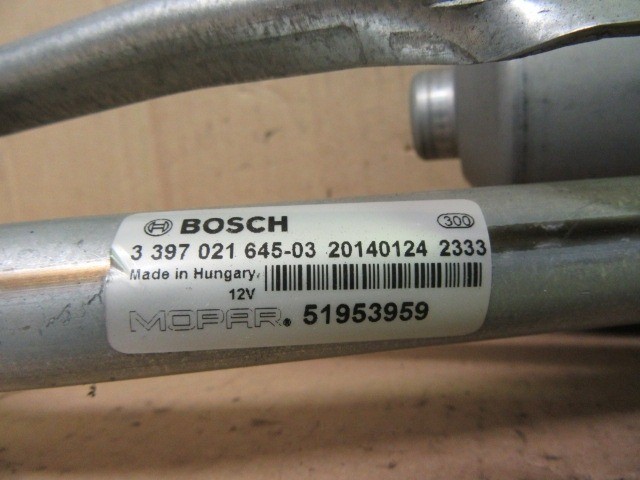 BOSCH 300
3 397 021 645-03 20140124 2333
Made in Hungary
12V
MOPAR® 51953959